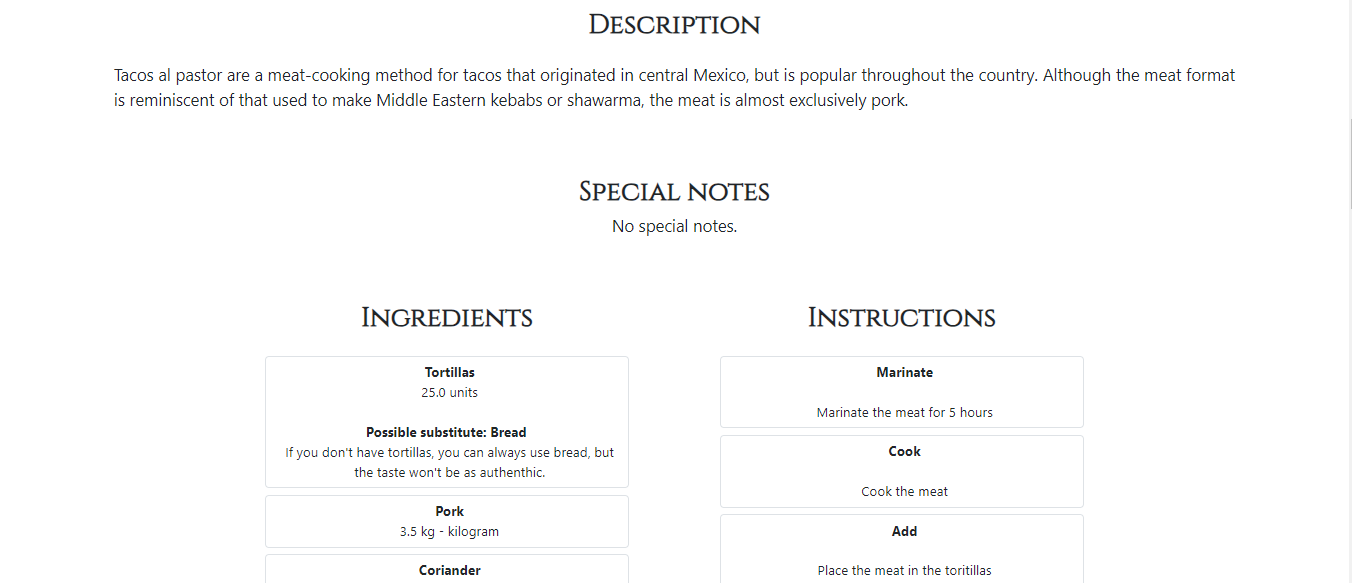 Description
Tacos al pastor are a meat-cooking method for tacos that originated in central Mexico, but is popular throughout the country. Although the meat format
is reminiscent of that used to make Middle Eastern kebabs or shawarma, the meat is almost exclusively pork.
Special notes
No special notes.
Ingredients
Tortillas
25.0 units
Possible substitute: Bread
If you don't have tortillas, you can always use bread, but
the taste won't be as authenthic.
Pork
3.5 kg - kilogram
Coriander
Instructions
Marinate
Marinate the meat for 5 hours
Cook
Cook the meat
Add
Place the meat in the toritillas